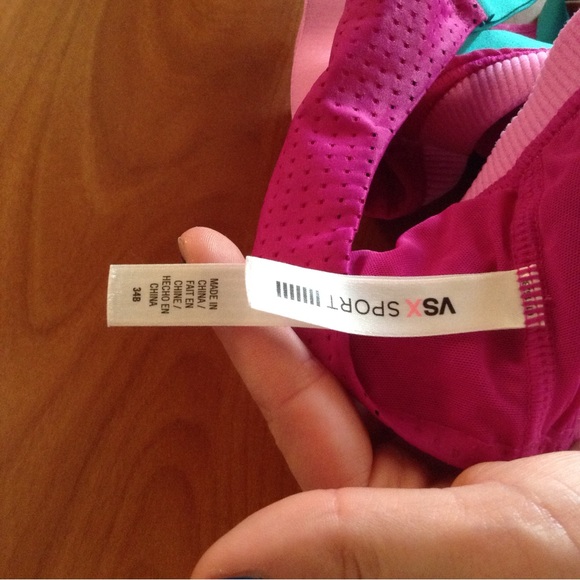 VSX SPORT
MADE IN
CHINA /
FAIT EN
CHINE /
HECHO EN
CHINA
34B